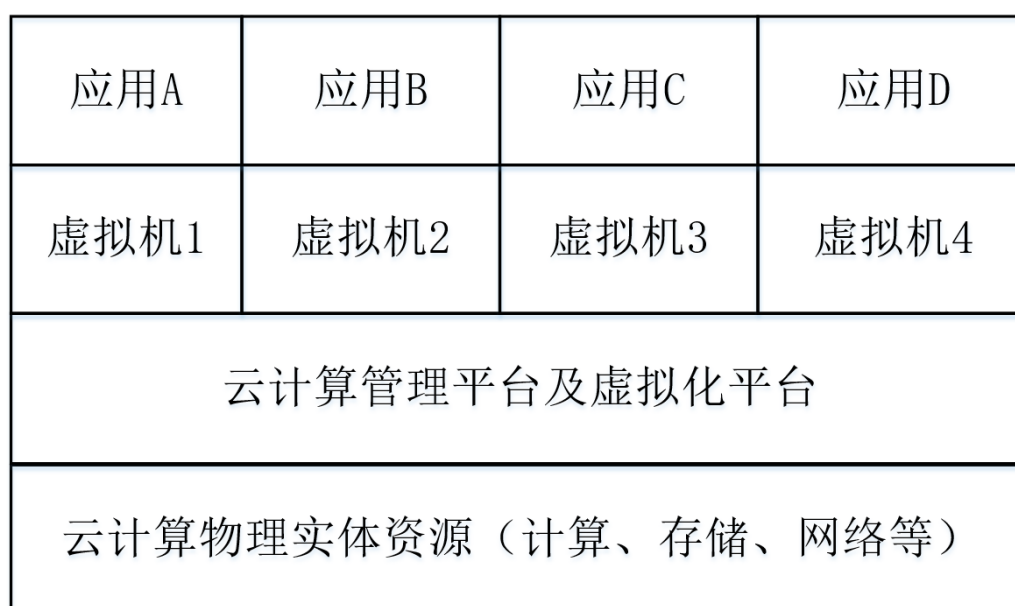 应用A 应用B 应用C 应用D
虚拟机1 虚拟机2 虚拟机3 虚拟机4
云计算管理平台及虚拟化平台
云计算物理实体资源（计算、存储、网络等）